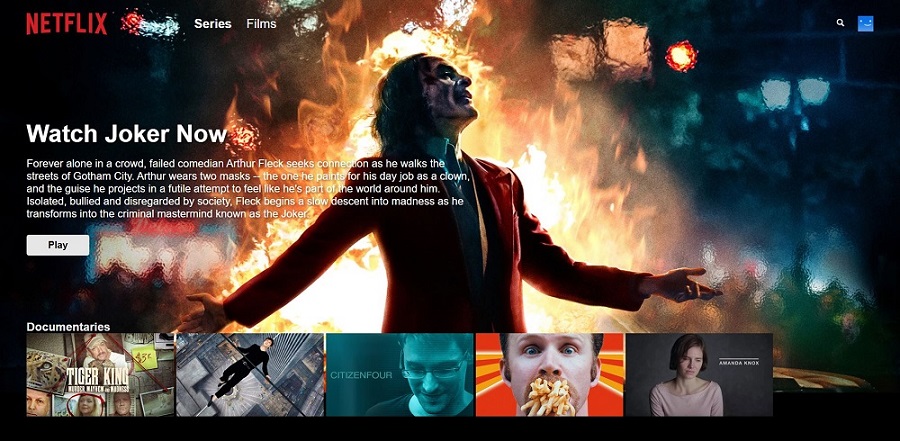 NETFLIX
Series
Films
Watch Joker Now
Forever alone in a crowd, failed comedian Arthur Fleck seeks connection as he walks the
streets of Gotham City. Arthur wears two masks -- the one he paints for his day job as a clown,
and the guise he projects in a futile attempt to feel like he's part of the world around him.
Isolated, bullied and disregarded by society, Fleck begins a slow descent into madness as he
transforms into the criminal mastermind known as the Joker.
Play
Documentaries
TIGER KING
MURDER, MAYHEM AND MADNESS
CITIZENFOUR
AMANDA KNOX